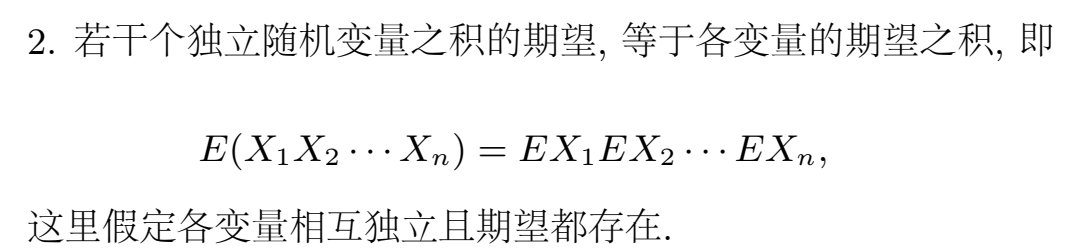 2. 若干个独立随机变量之积的期望, 等于各变量的期望之积, 即
E(X₁X₂ ··· Xₙ) = EX₁EX₂ ··· EXₙ,
这里假定各变量相互独立且期望都存在.